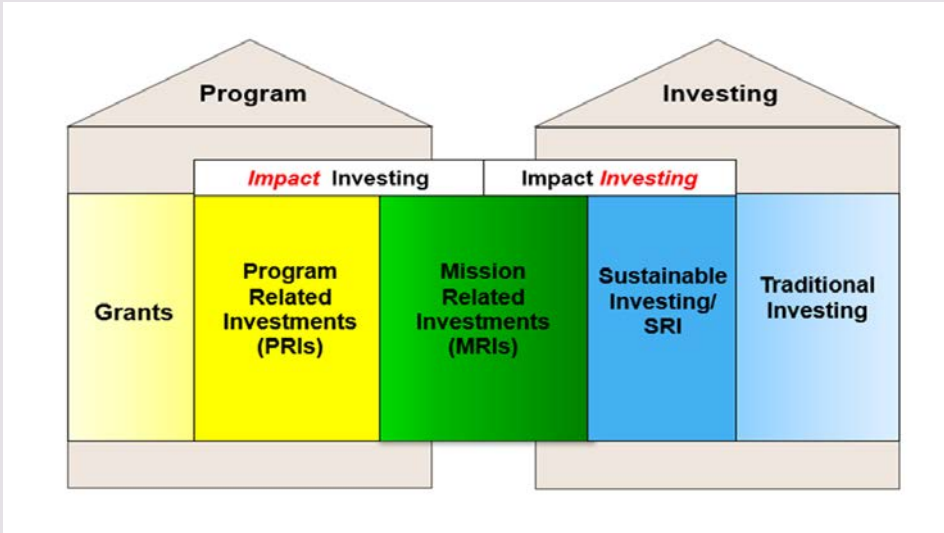 Program
Investing
Impact Investing
Impact Investing
Grants
Program
Related
Investments
(PRIs)
Mission
Related
Investments
(MRIs)
Sustainable
Investing/
SRI
Traditional
Investing